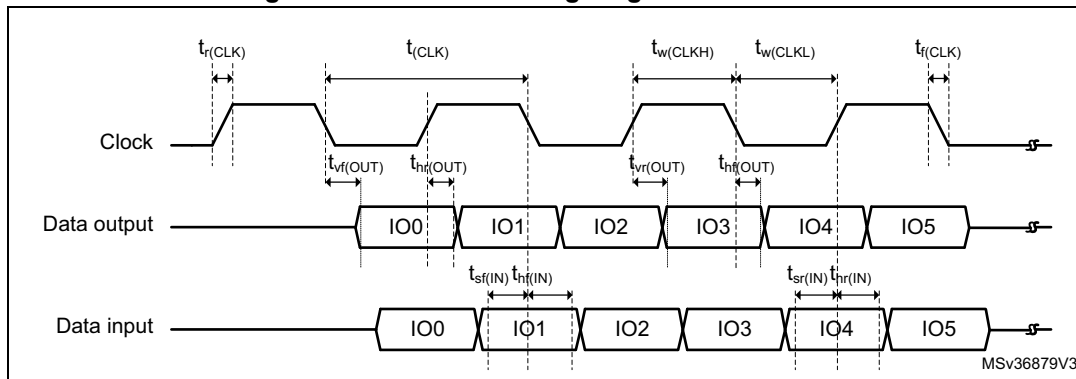 t_r(CLK) t_(CLK) t_w(CLKH) t_w(CLKL) t_f(CLK)
Clock
t_vf(OUT) t_hr(OUT) t_vr(OUT) t_hf(OUT)
Data output IO0 IO1 IO2 IO3 IO4 IO5
t_sf(IN) t_hf(IN) t_sr(IN) t_hr(IN)
Data input IO0 IO1 IO2 IO3 IO4 IO5
MSv36879V3